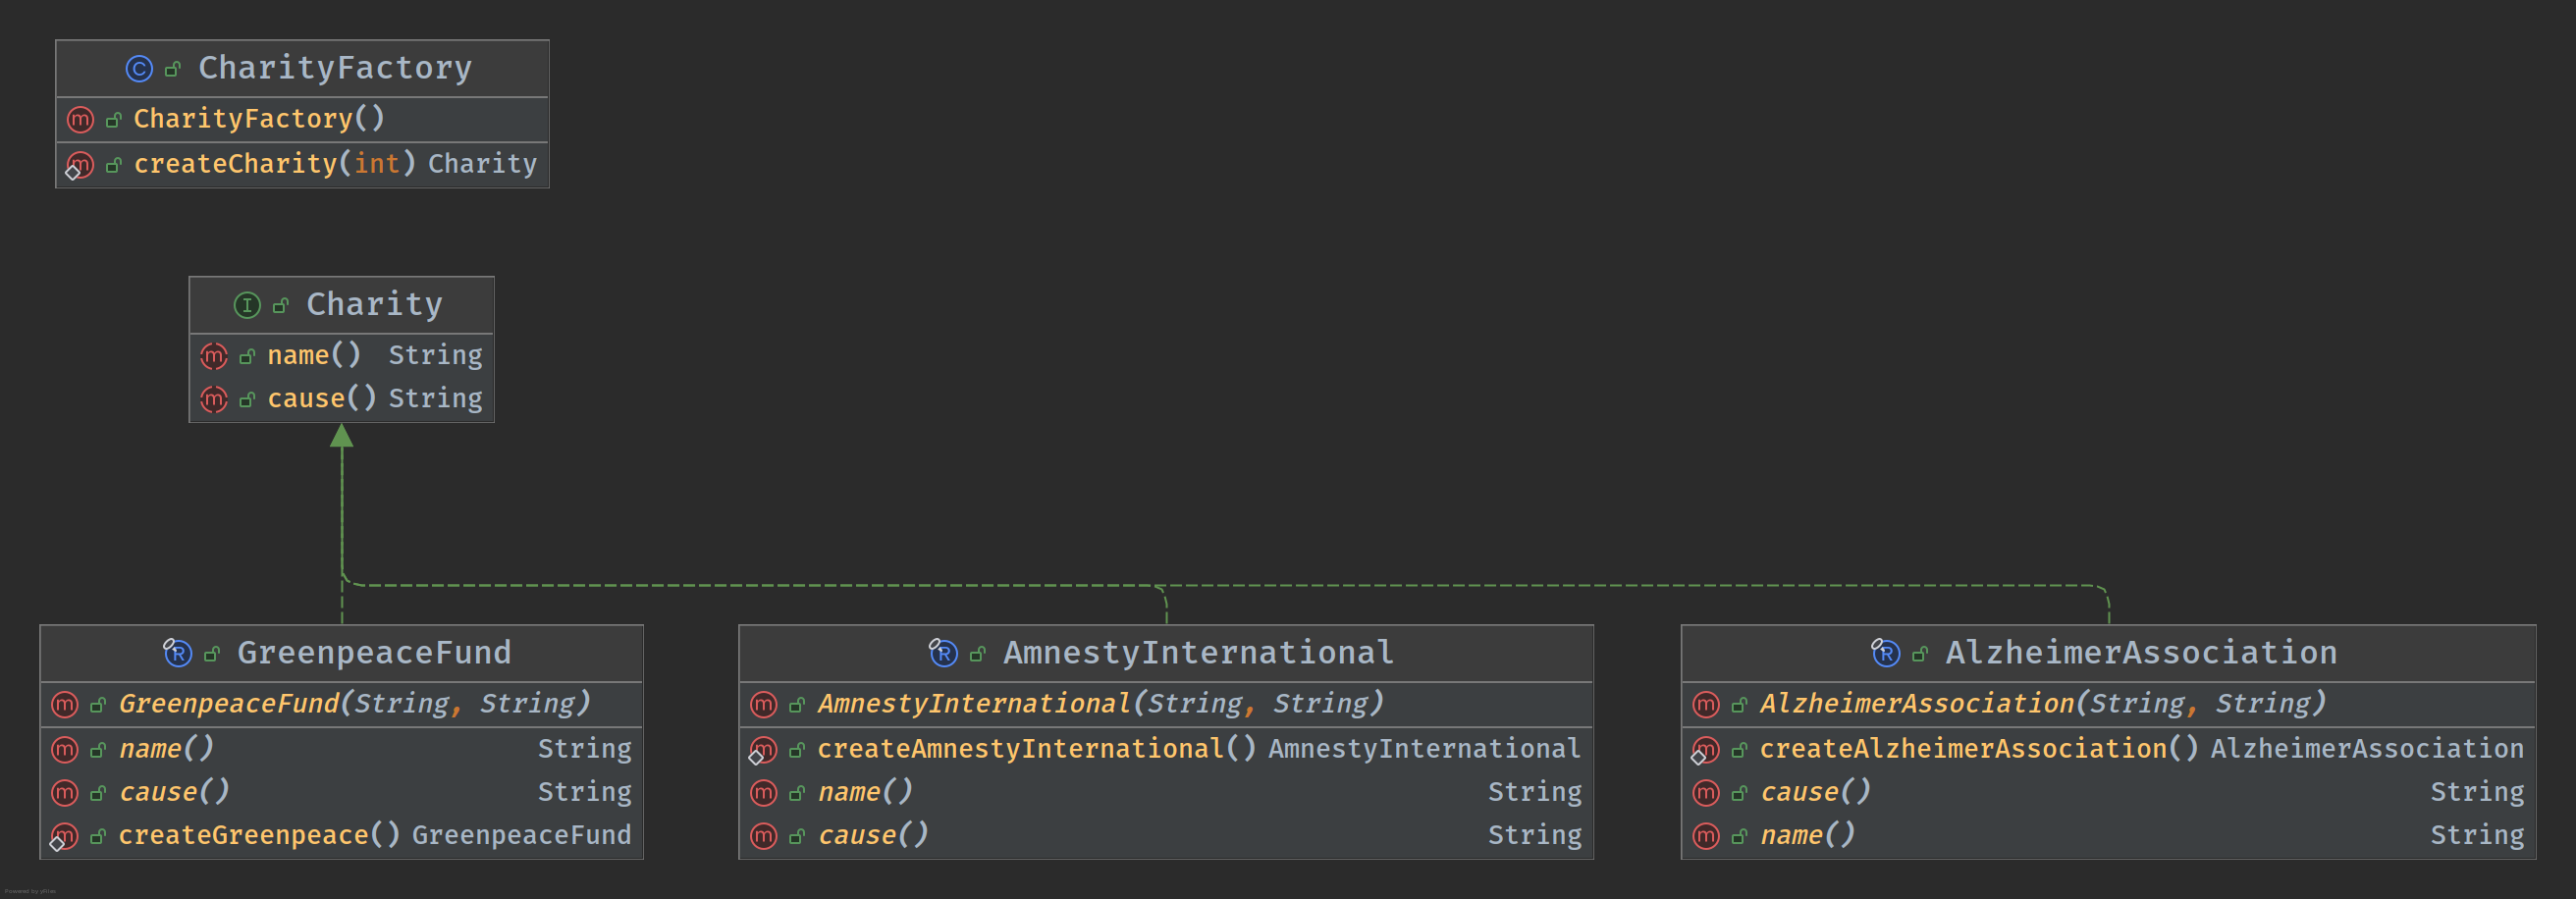 CharityFactory
CharityFactory()
createCharity(int) Charity
Charity
name() String
cause() String
GreenpeaceFund
GreenpeaceFund(String, String)
name() String
cause() String
createGreenpeace() GreenpeaceFund
AmnestyInternational
AmnestyInternational(String, String)
createAmnestyInternational() AmnestyInternational
name() String
cause() String
AlzheimerAssociation
AlzheimerAssociation(String, String)
createAlzheimerAssociation() AlzheimerAssociation
cause() String
name() String
Powered by yFiles